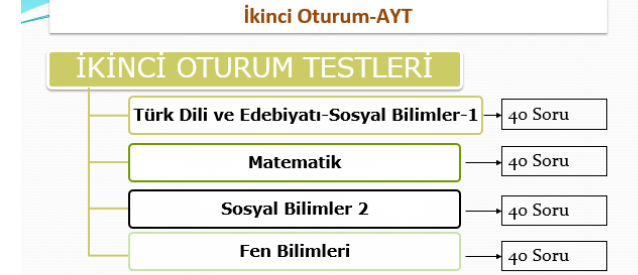 İkinci Oturum-AYT
İKİNCİ OTURUM TESTLERİ
Türk Dili ve Edebiyatı-Sosyal Bilimler-1
40 Soru
Matematik
40 Soru
Sosyal Bilimler 2
40 Soru
Fen Bilimleri
40 Soru